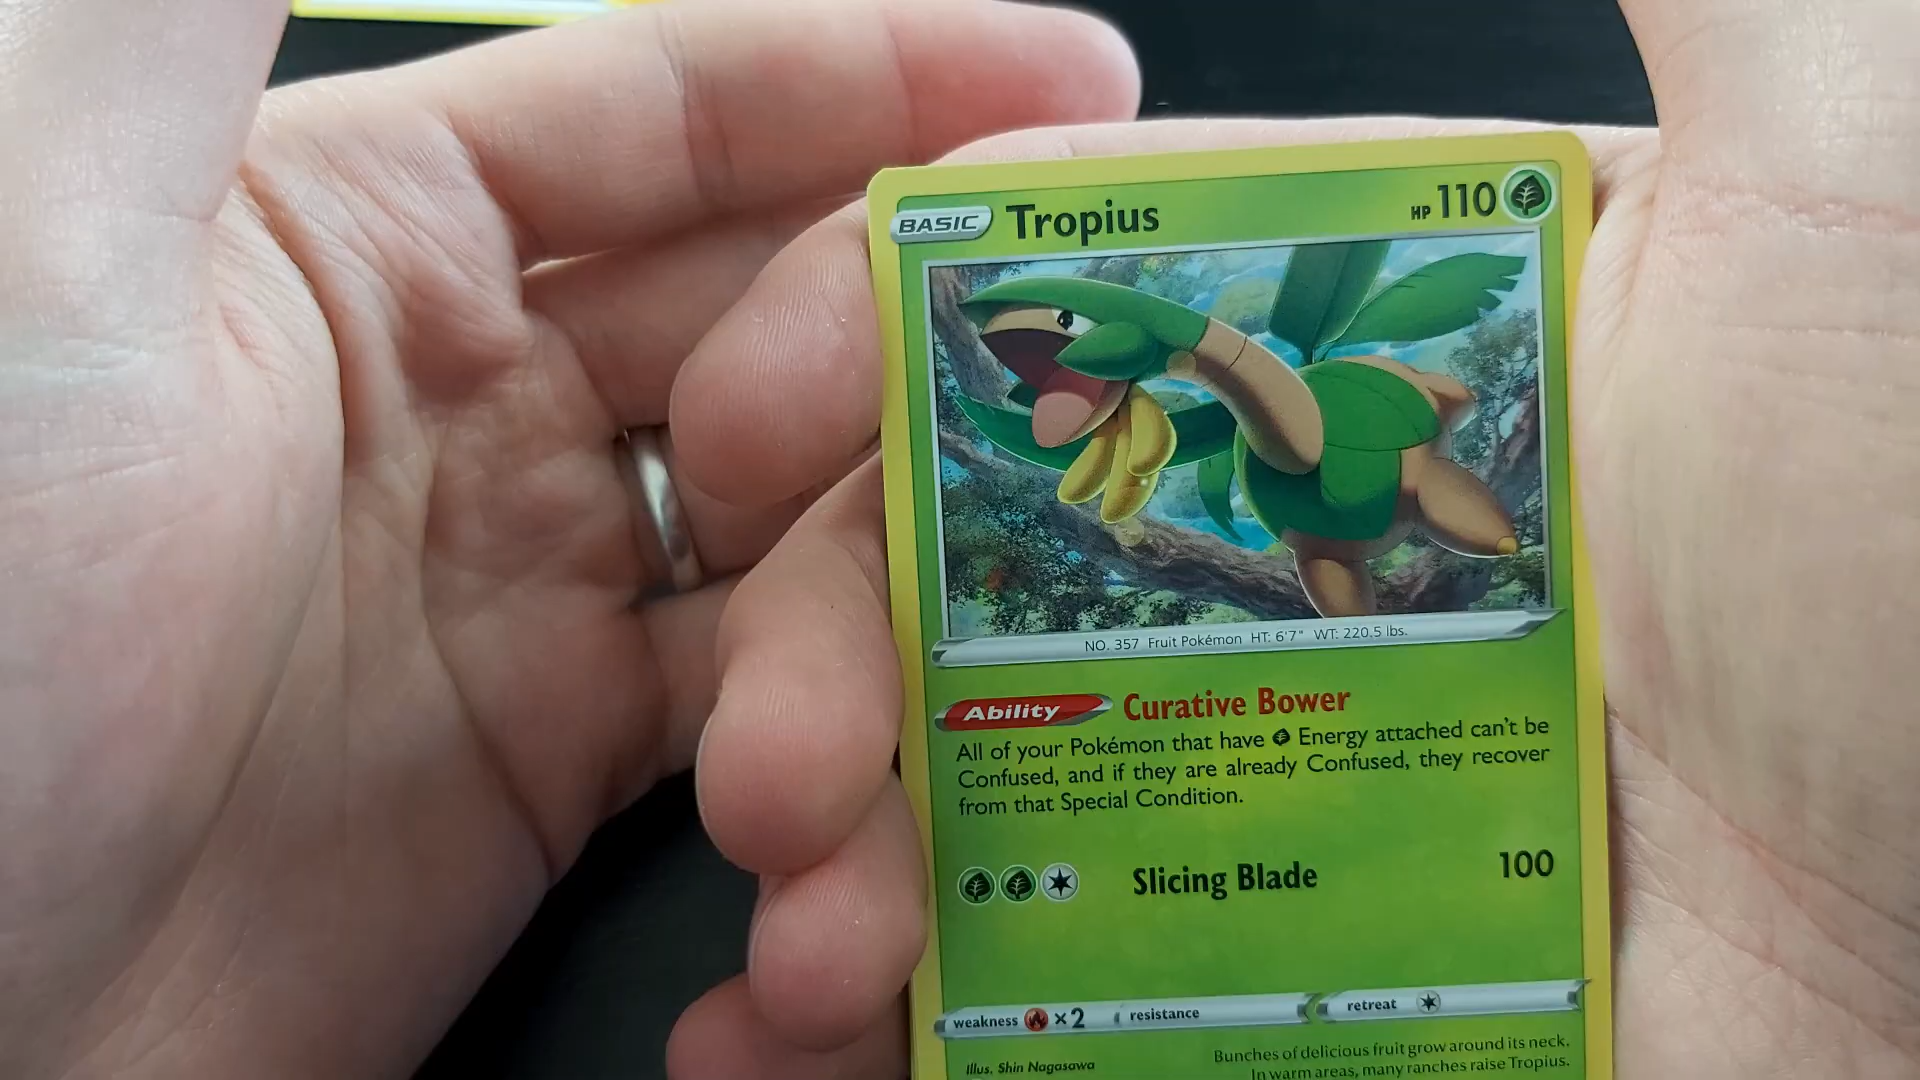 BASIC Tropius HP 110
NO. 357 Fruit Pokémon HT: 6'7" WT: 220.5 lbs.
Ability Curative Bower
All of your Pokémon that have Energy attached can't be
Confused, and if they are already Confused, they recover
from that Special Condition.
Slicing Blade 100
weakness ×2 resistance retreat
Illus. Shin Nagasawa
Bunches of delicious fruit grow around its neck.
In warm areas, many ranches raise Tropius.